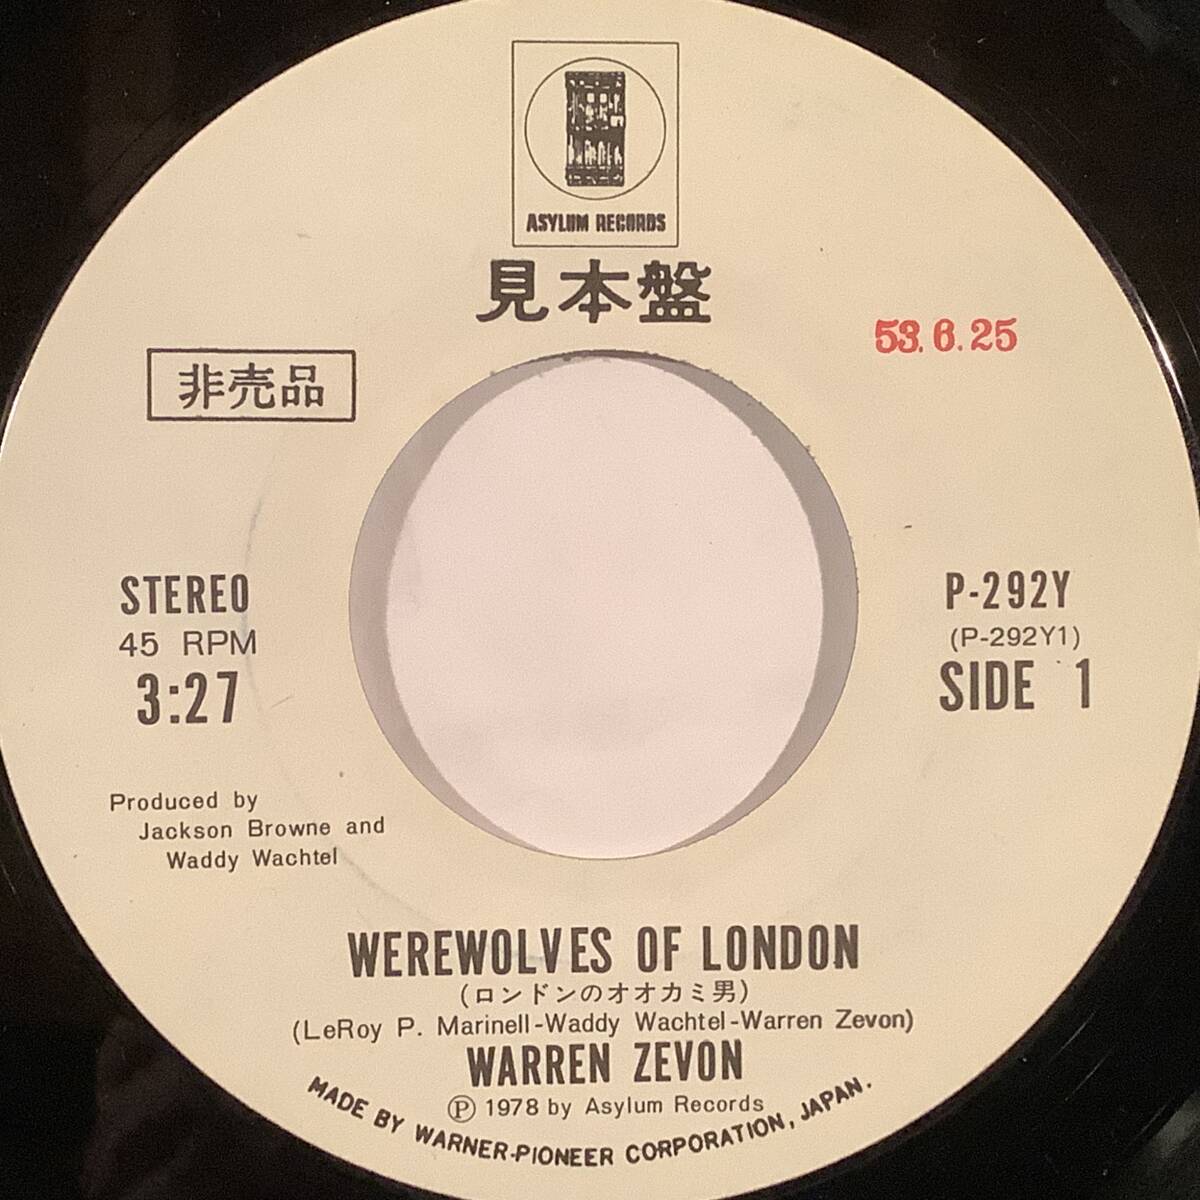 ASYLUM RECORDS
見本盤
53.6.25
非売品
STEREO
45 RPM
3:27
P-292Y
(P-292Y1)
SIDE 1
Produced by
Jackson Browne and
Waddy Wachtel
WEREWOLVES OF LONDON
(ロンドンのオオカミ男)
(LeRoy P. Marinell-Waddy Wachtel-Warren Zevon)
WARREN ZEVON
Ⓟ 1978 by Asylum Records
MADE BY WARNER-PIONEER CORPORATION, JAPAN.